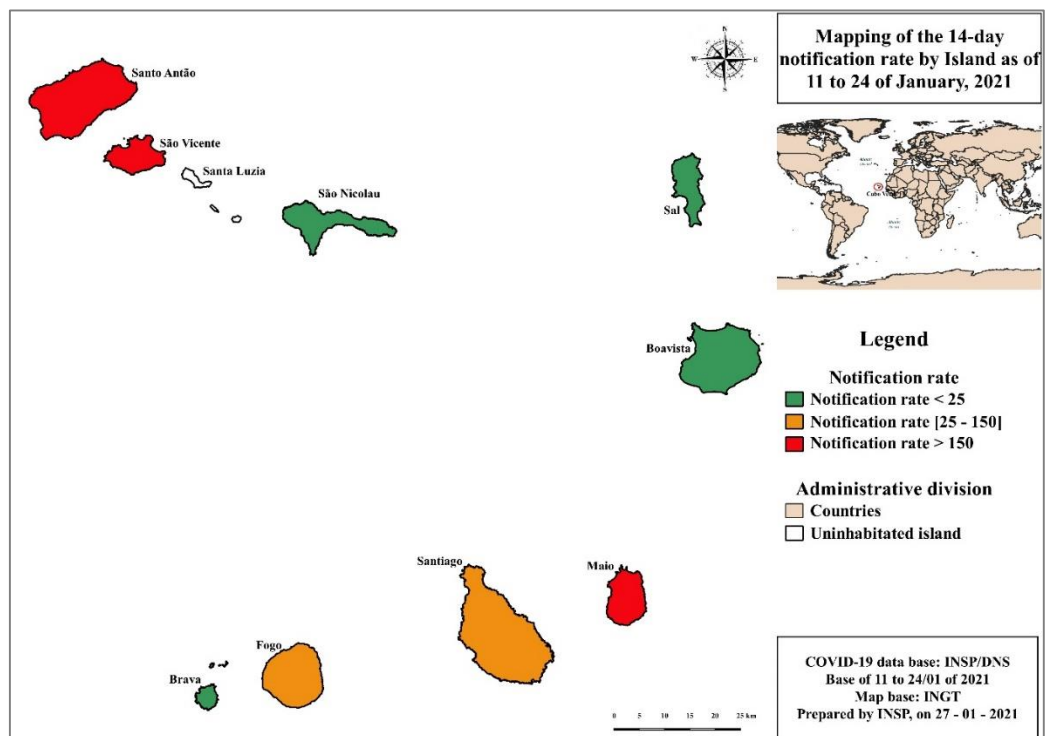 Mapping of the 14-day
notification rate by Island as of
11 to 24 of January, 2021
N
W
E
S
Santo Antão
São Vicente
Santa Luzia
São Nicolau
Sal
Boavista
Santiago
Maio
Fogo
Brava
Legend
Notification rate
Notification rate < 25
Notification rate [25 - 150]
Notification rate > 150
Administrative division
Countries
Uninhabitated island
0 5 10 15 20 25 km
COVID-19 data base: INSP/DNS
Base of 11 to 24/01 of 2021
Map base: INGT
Prepared by INSP, on 27 - 01 - 2021